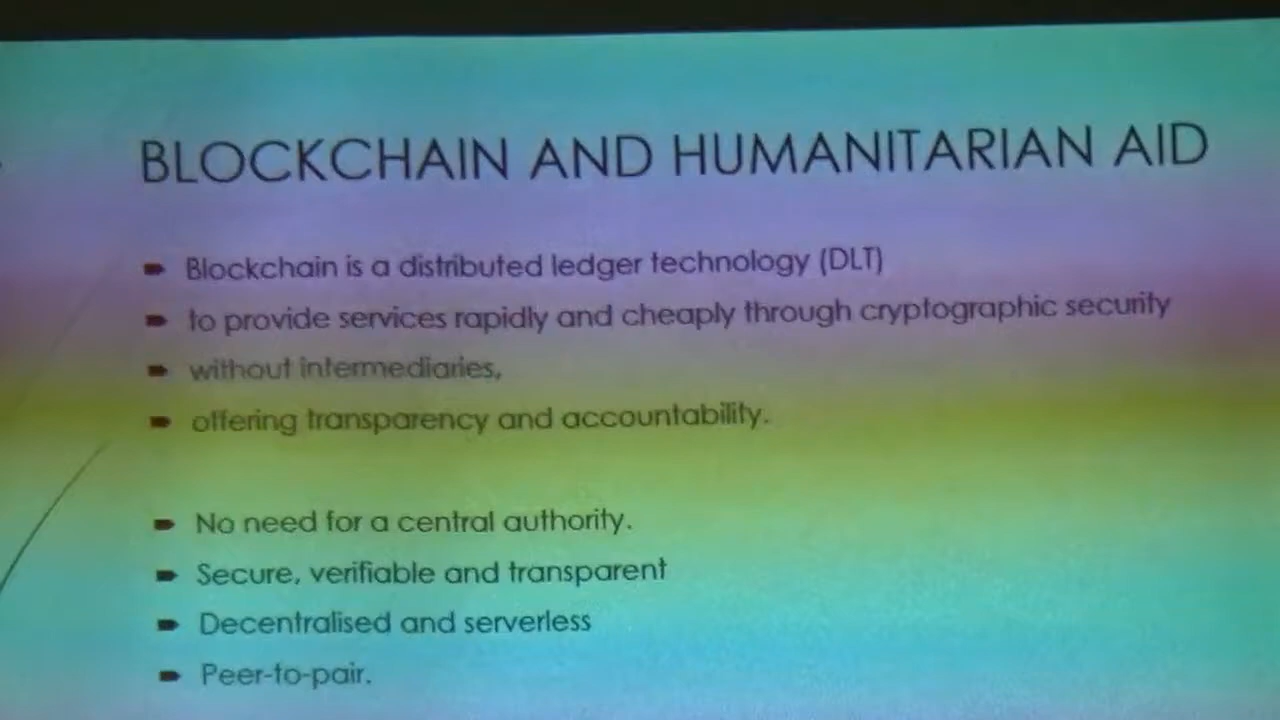 BLOCKCHAIN AND HUMANITARIAN AID
Blockchain is a distributed ledger technology (DLT)
to provide services rapidly and cheaply through cryptographic security
without intermediaries,
offering transparency and accountability.
No need for a central authority.
Secure, verifiable and transparent
Decentralised and serverless
Peer-to-pair.